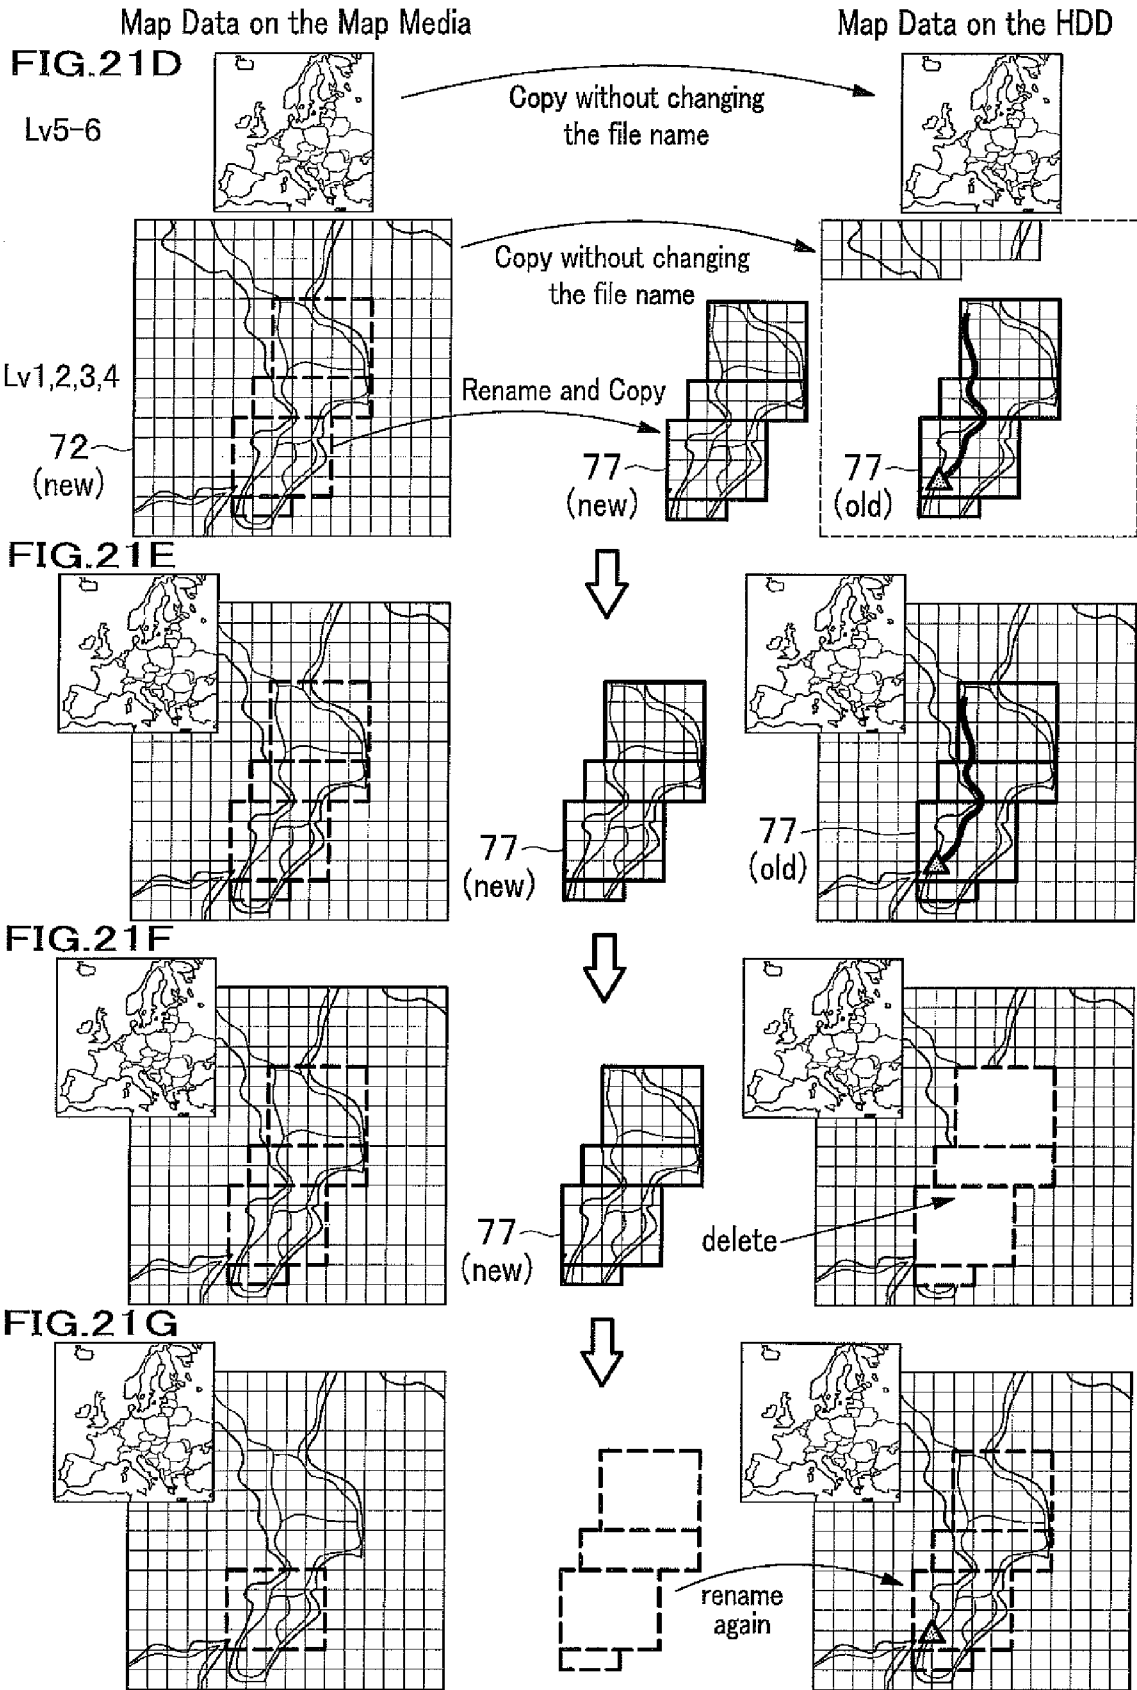 Map Data on the Map Media
Map Data on the HDD
FIG.21D
Lv5-6
Copy without changing
the file name
Copy without changing
the file name
Lv1,2,3,4
Rename and Copy
72
(new)
77
(new)
77
(old)
FIG.21E
77
(new)
77
(old)
FIG.21F
77
(new)
delete
FIG.21G
rename
again